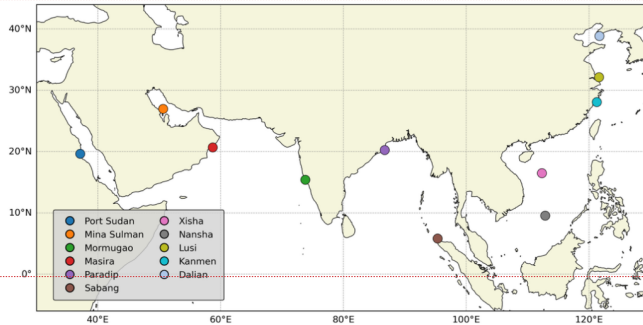 40°N
30°N
20°N
10°N
0°
40°E
60°E
80°E
100°E
120°E
Port Sudan
Mina Sulman
Mormugao
Masira
Paradip
Sabang
Xisha
Nansha
Lusi
Kanmen
Dalian